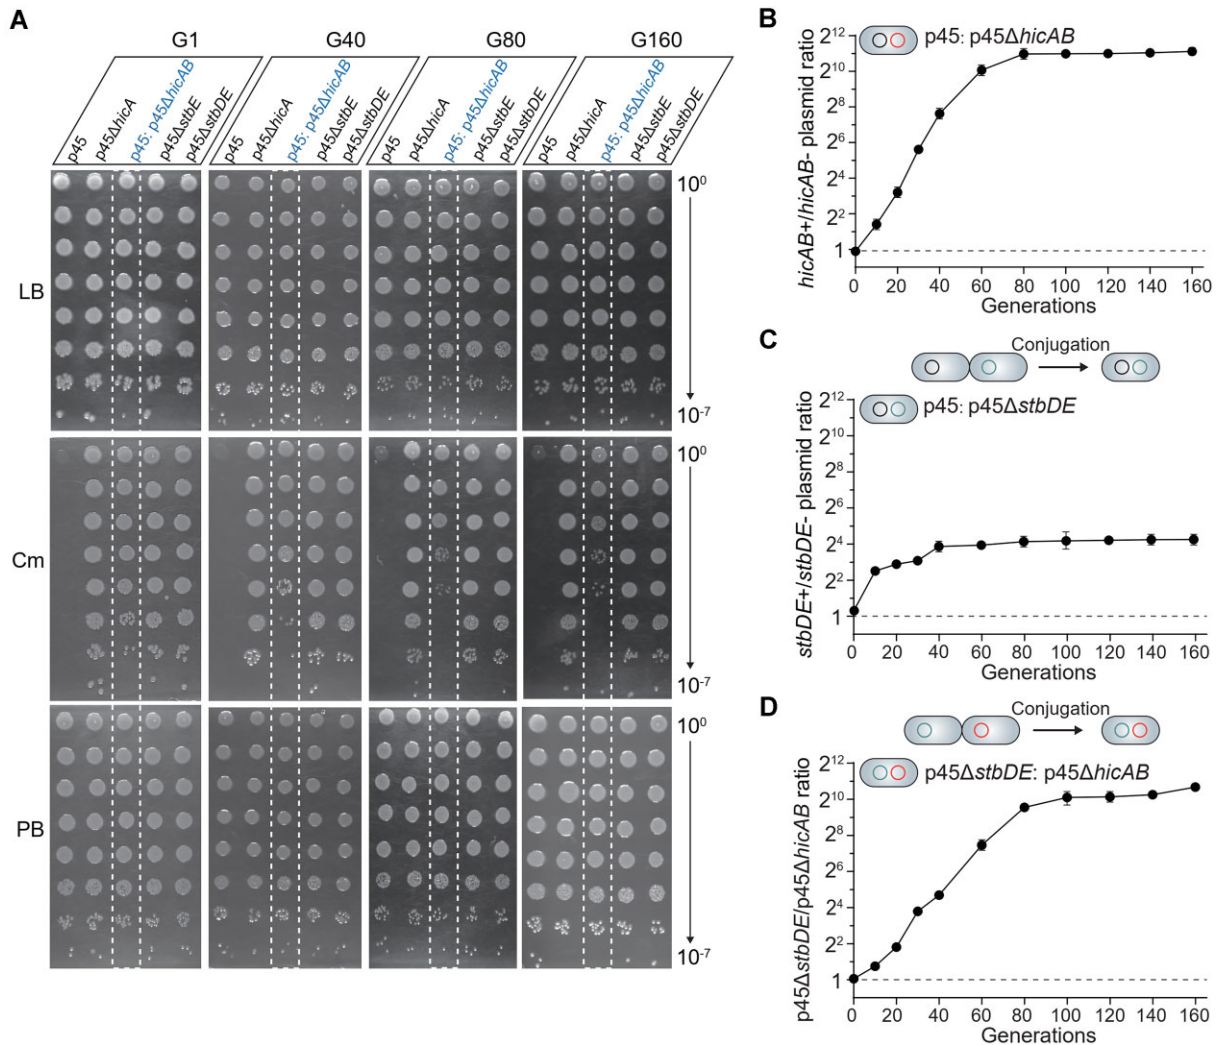 A
G1 G40 G80 G160
p45 p45ΔhicA p45: p45ΔhicAB p45ΔstbE p45ΔstbDE
p45 p45ΔhicA p45: p45ΔhicAB p45ΔstbE p45ΔstbDE
p45 p45ΔhicA p45: p45ΔhicAB p45ΔstbE p45ΔstbDE
p45 p45ΔhicA p45: p45ΔhicAB p45ΔstbE p45ΔstbDE
LB
10⁰
10⁻⁷
Cm
10⁰
10⁻⁷
PB
10⁰
10⁻⁷
B
p45: p45ΔhicAB
hicAB+/hicAB- plasmid ratio
2¹²
2¹⁰
2⁸
2⁶
2⁴
2²
1
0 20 40 60 80 100 120 140 160
Generations
C
Conjugation
p45: p45ΔstbDE
stbDE+/stbDE- plasmid ratio
2¹²
2¹⁰
2⁸
2⁶
2⁴
2²
1
0 20 40 60 80 100 120 140 160
Generations
D
Conjugation
p45ΔstbDE: p45ΔhicAB
p45ΔstbDE/p45ΔhicAB ratio
2¹²
2¹⁰
2⁸
2⁶
2⁴
2²
1
0 20 40 60 80 100 120 140 160
Generations